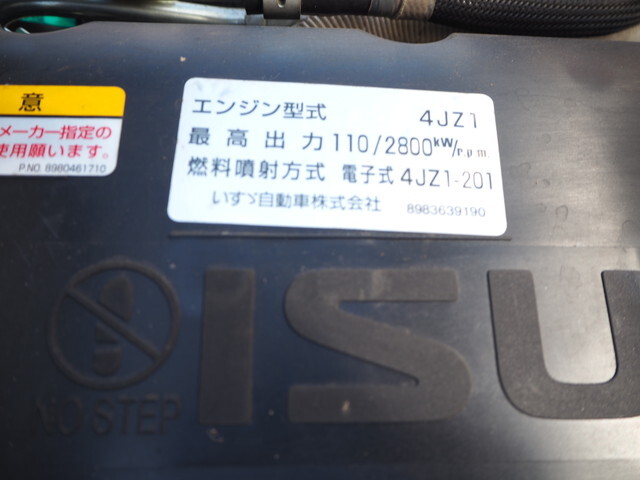 意
メーカー指定の
使用願います。
P.NO. 8980461710
エンジン型式 4JZ1
最高出力 110/2800kW/r.p.m.
燃料噴射方式 電子式 4JZ1-201
いすゞ自動車株式会社 8983639190
NO STEP
ISU